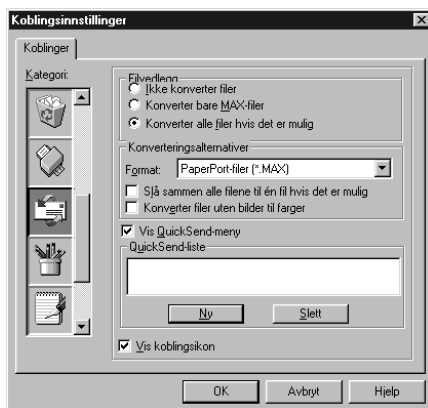 Koblingsinnstillinger
Koblinger
Kategori:
Filvedlegg
Ikke konverter filer
Konverter bare MAX-filer
Konverter alle filer hvis det er mulig
Konverteringsalternativer
Format: PaperPort-filer (*.MAX)
Slå sammen alle filene til én fil hvis det er mulig
Konverter filer uten bilder til farger
Vis QuickSend-meny
QuickSend-liste
Ny Slett
Vis koblingsikon
OK Avbryt Hjelp